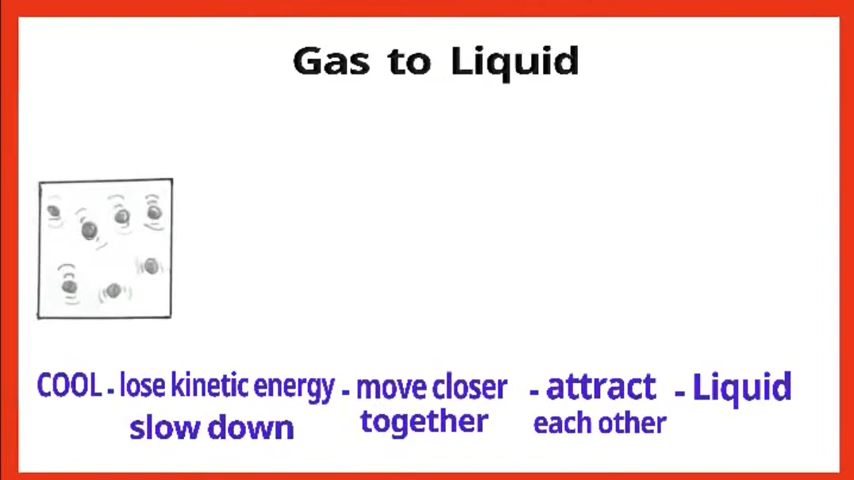 Gas to Liquid
COOL - lose kinetic energy - move closer - attract - Liquid
slow down together each other